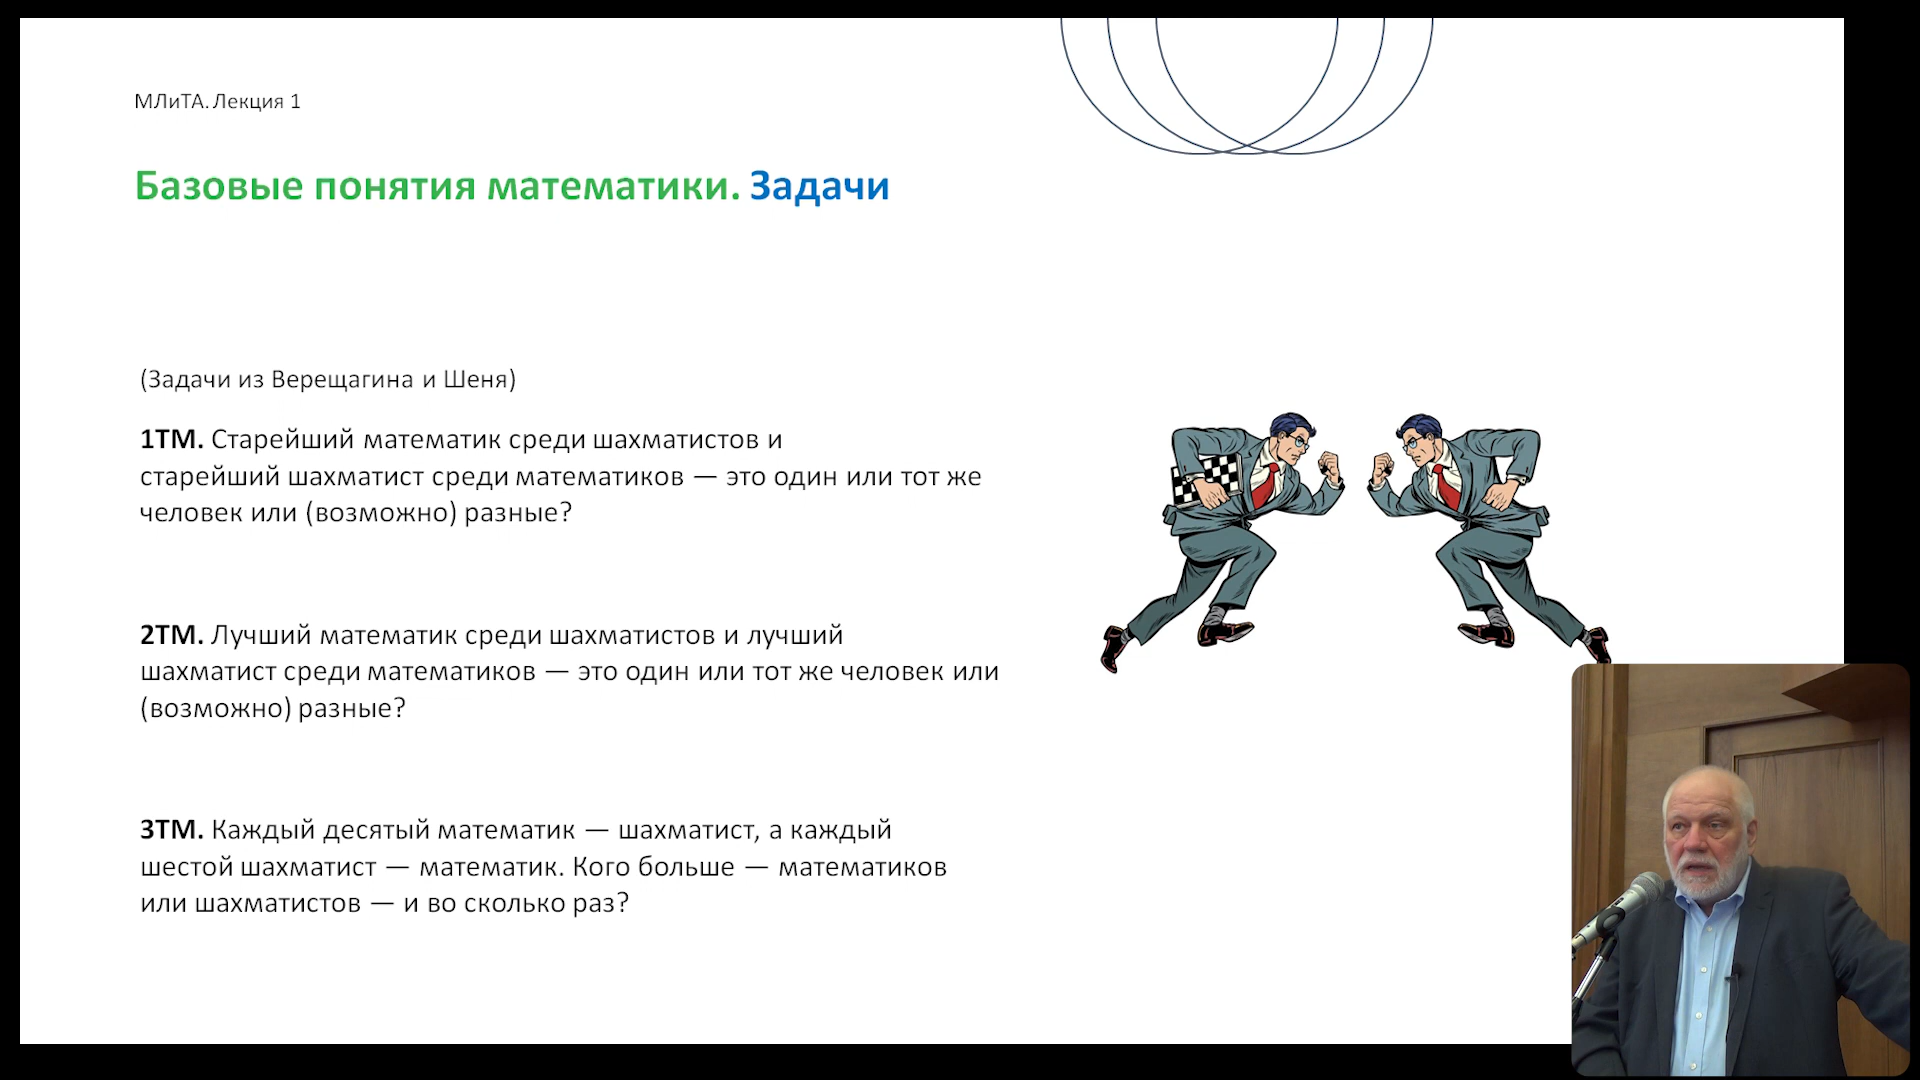 МЛиТА. Лекция 1
Базовые понятия математики. Задачи
(Задачи из Верещагина и Шеня)
1ТМ. Старейший математик среди шахматистов и
старейший шахматист среди математиков — это один или тот же
человек или (возможно) разные?
2ТМ. Лучший математик среди шахматистов и лучший
шахматист среди математиков — это один или тот же человек или
(возможно) разные?
3ТМ. Каждый десятый математик — шахматист, а каждый
шестой шахматист — математик. Кого больше — математиков
или шахматистов — и во сколько раз?